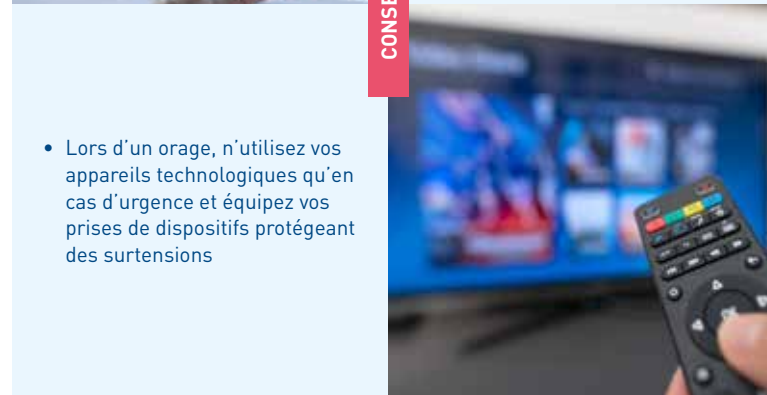 CONSE
• Lors d’un orage, n’utilisez vos
appareils technologiques qu’en
cas d’urgence et équipez vos
prises de dispositifs protégeant
des surtensions